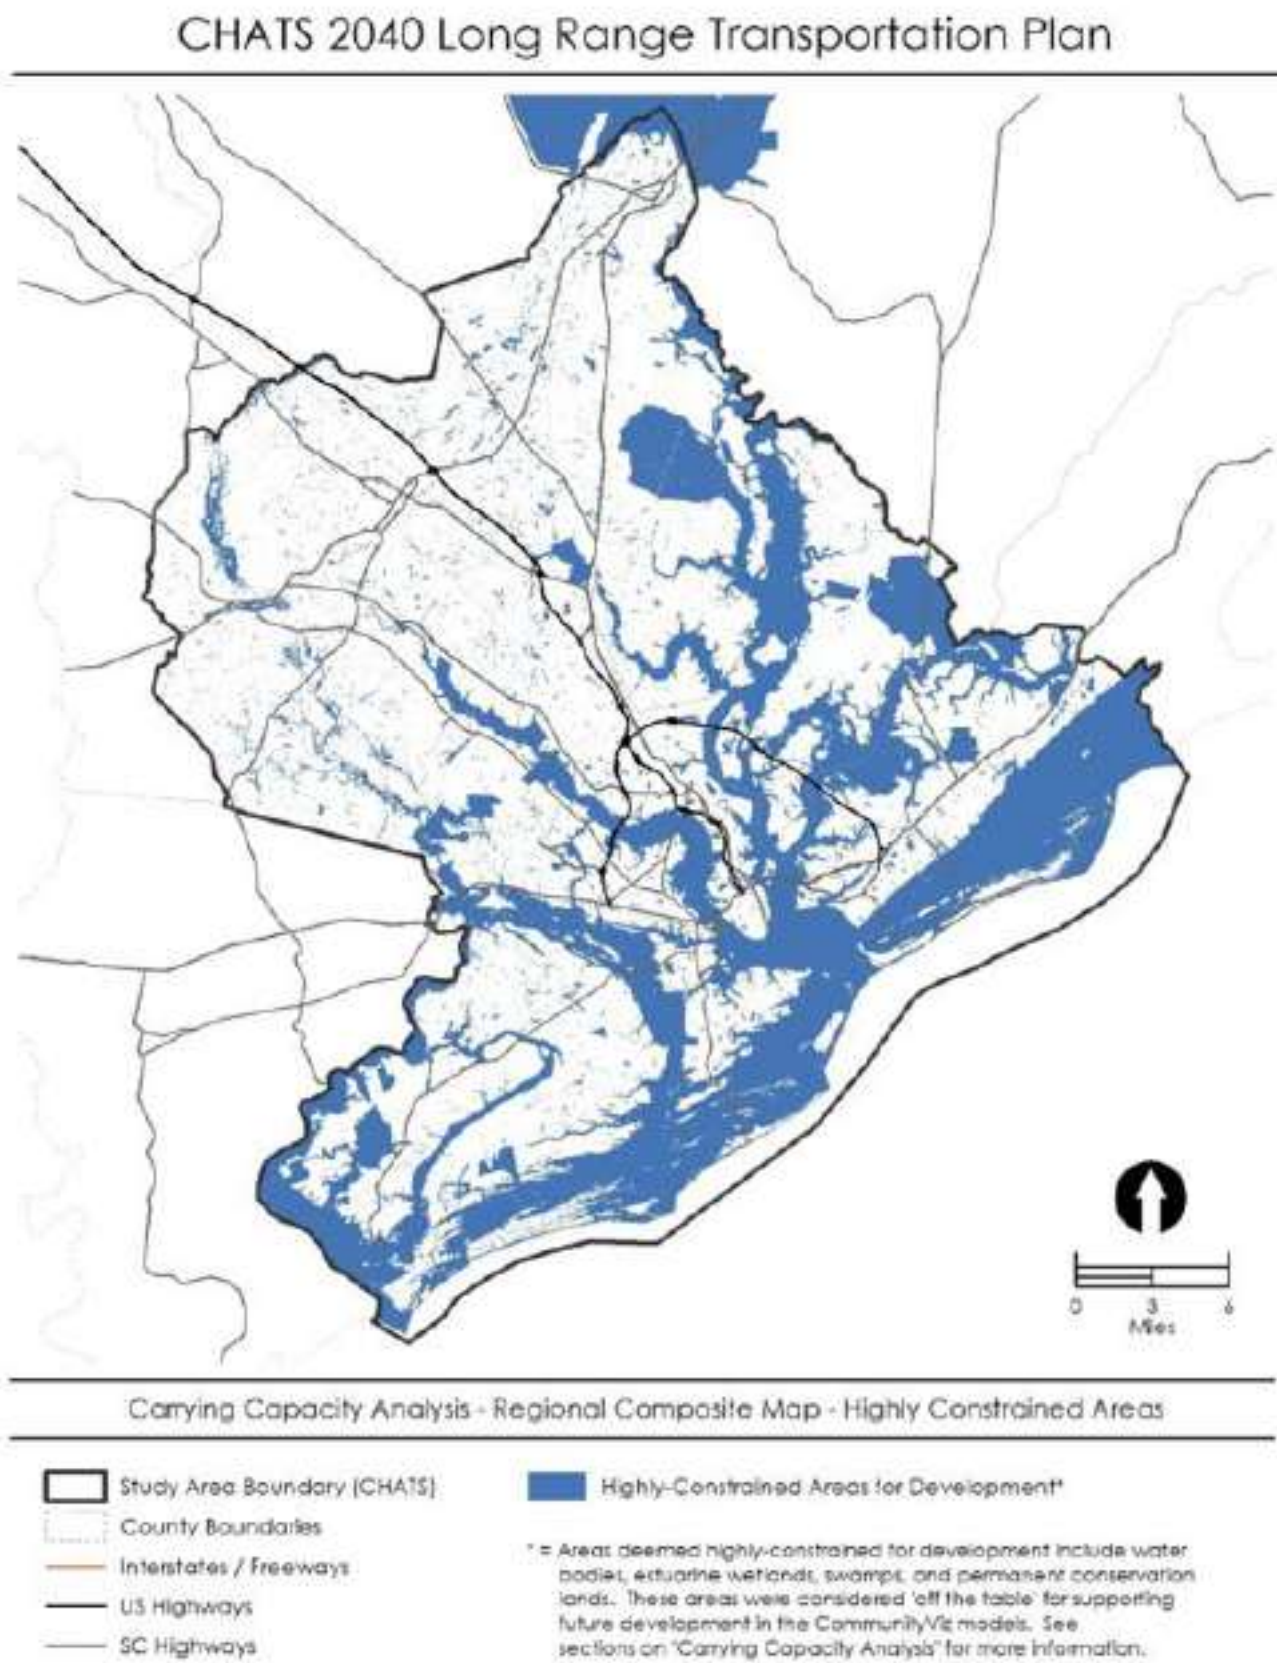 CHATS 2040 Long Range Transportation Plan
0 3 6
Miles
Carrying Capacity Analysis - Regional Composite Map - Highly Constrained Areas
Study Area Boundary (CHATS)
County Boundaries
Interstates / Freeways
US Highways
SC Highways
Highly-Constrained Areas for Development*
* = Areas deemed highly-constrained for development include water
bodies, estuarine wetlands, swamps, and permanent conservation
lands. These areas were considered 'off the table' for supporting
future development in the CommunityViz models. See
sections on "Carrying Capacity Analysis" for more information.